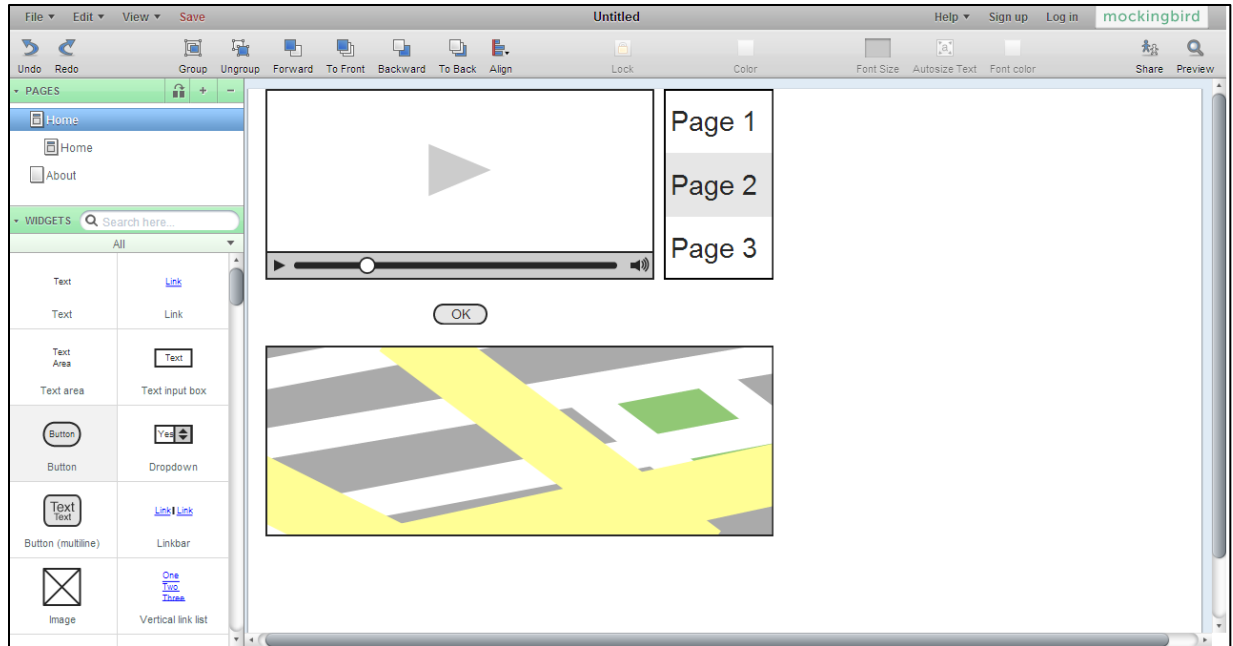 File Edit View Save Untitled Help Sign up Log in mockingbird
Undo Redo Group Ungroup Forward To Front Backward To Back Align Lock Color Font Size a Autosize Text Font color Share Preview
PAGES + -
Home
Home
About
WIDGETS Search here...
All
Text Link
Text Link
Text
Area
Text
Text area Text input box
Button Yes
Button Dropdown
Text
Text
Link Link
Button (multiline) Linkbar
One
Two
Three
Image Vertical link list
Page 1
Page 2
Page 3
OK